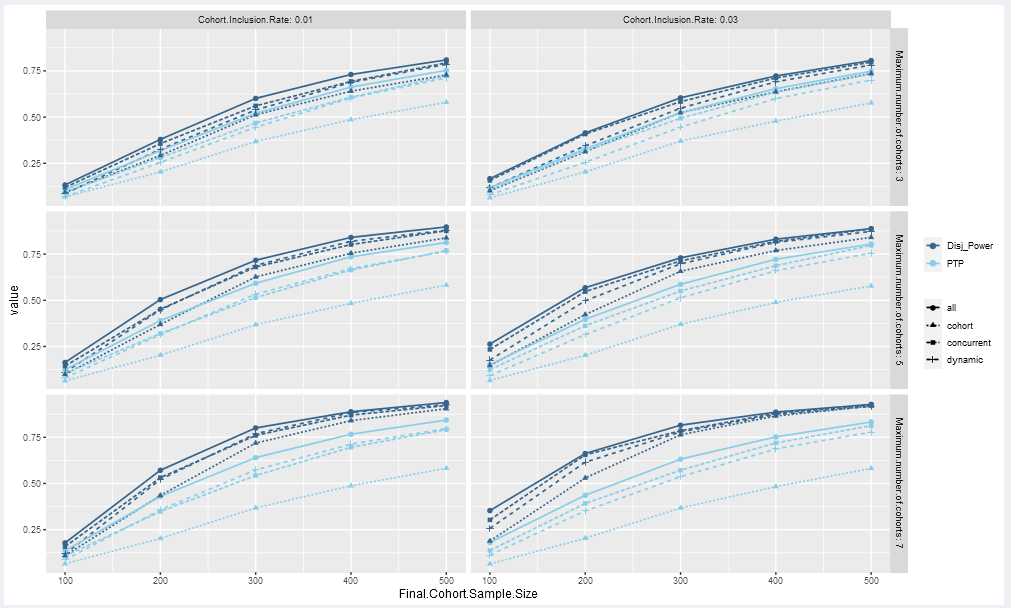 Cohort.Inclusion.Rate: 0.01
Cohort.Inclusion.Rate: 0.03
0.75
0.50
0.25
Maximum.number.of.cohorts: 3
0.75
0.50
0.25
Maximum.number.of.cohorts: 5
0.75
0.50
0.25
Maximum.number.of.cohorts: 7
value
100 200 300 400 500
100 200 300 400 500
Final.Cohort.Sample.Size
Disj_Power
PTP
all
cohort
concurrent
dynamic